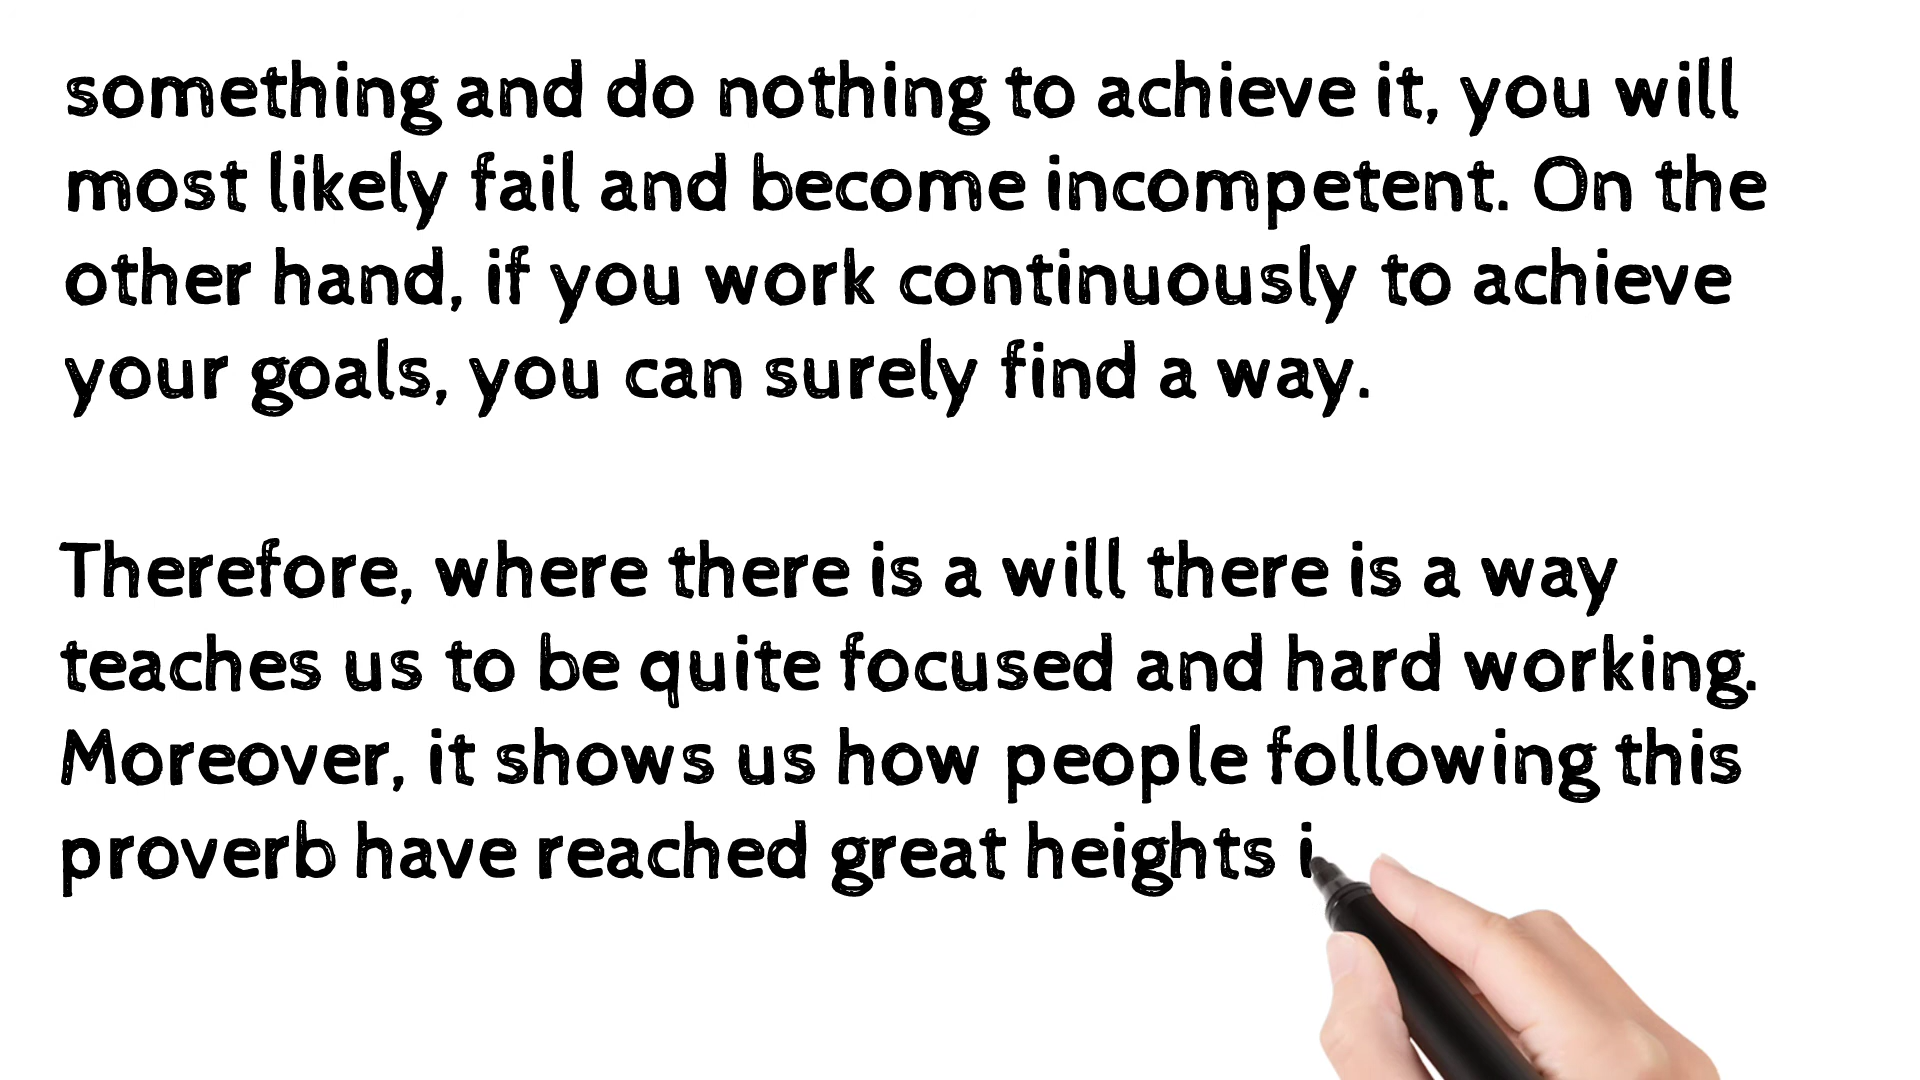 something and do nothing to achieve it, you will
most likely fail and become incompetent. On the
other hand, if you work continuously to achieve
your goals, you can surely find a way.
Therefore, where there is a will there is a way
teaches us to be quite focused and hard working.
Moreover, it shows us how people following this
proverb have reached great heights i